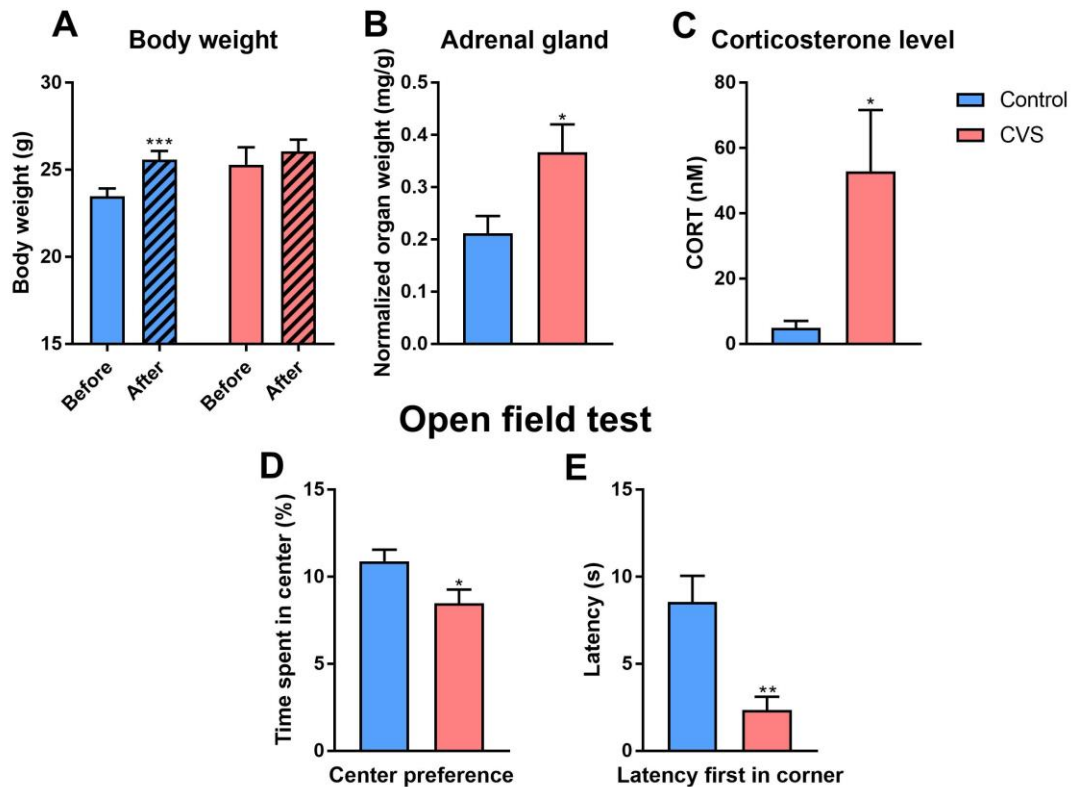 A
Body weight
Body weight (g)
30
25
20
15
***
Before
After
Before
After
B
Adrenal gland
Normalized organ weight (mg/g)
0.5
0.4
0.3
0.2
0.1
0.0
*
C
Corticosterone level
CORT (nM)
80
60
40
20
0
*
Control
CVS
Open field test
D
Time spent in center (%)
15
10
5
0
*
Center preference
E
Latency (s)
15
10
5
0
**
Latency first in corner